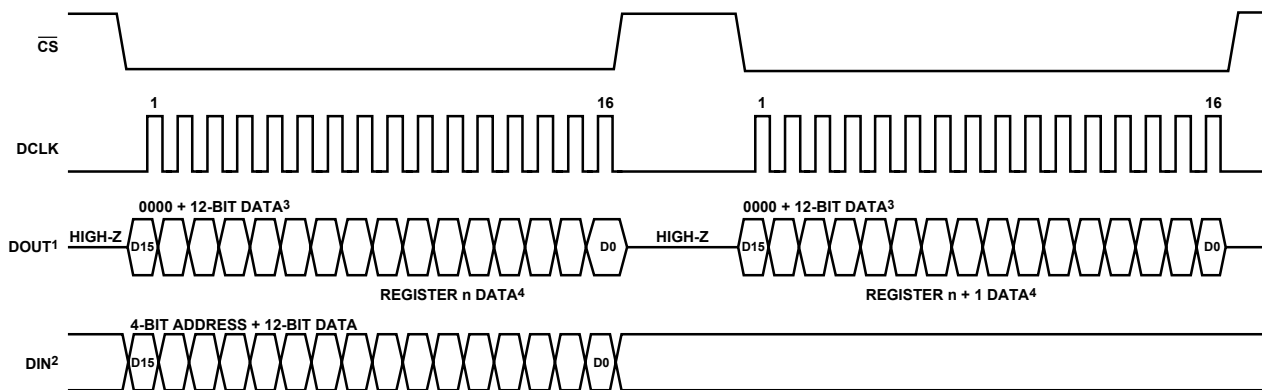 CS
1 16 1 16
DCLK
0000 + 12-BIT DATA3 0000 + 12-BIT DATA3
DOUT1 HIGH-Z D15 D0 HIGH-Z D15 D0
REGISTER n DATA4 REGISTER n + 1 DATA4
4-BIT ADDRESS + 12-BIT DATA
DIN2 D15 D0